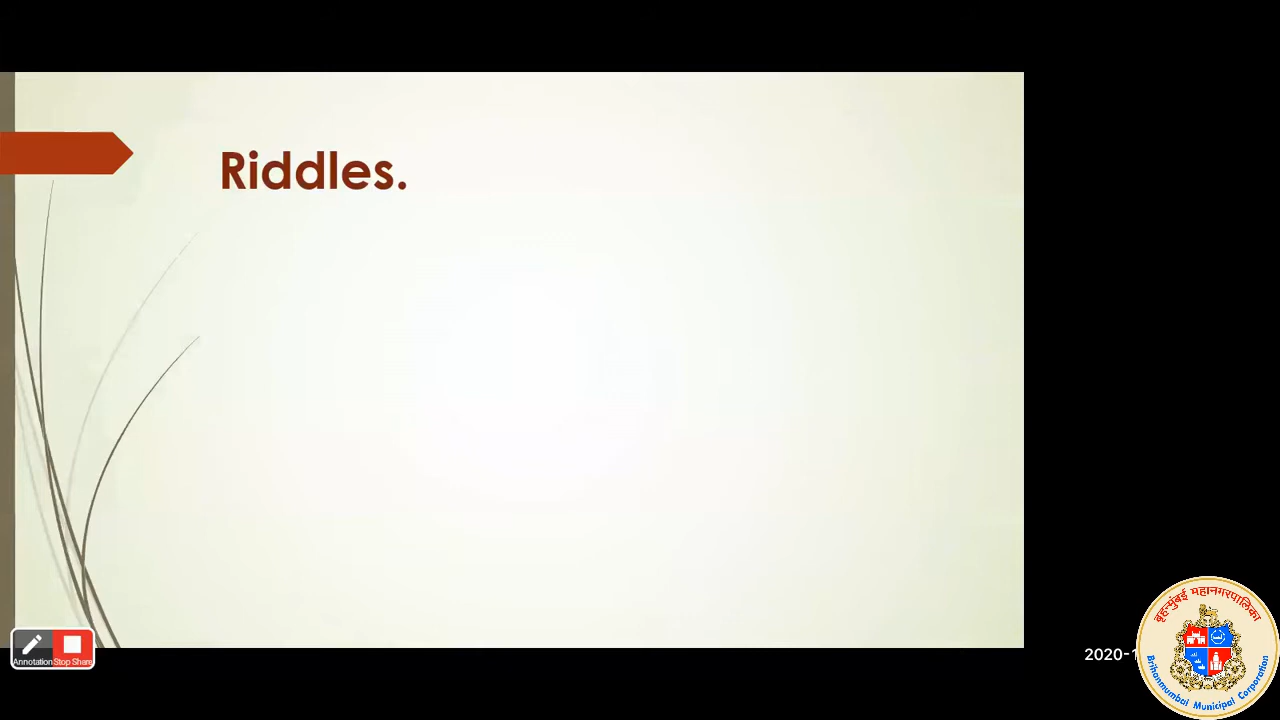 Riddles.
Annotation Stop Share
2020-1
बृहन्मुंबई महानगरपालिका
Brihanmumbai Municipal Corporation